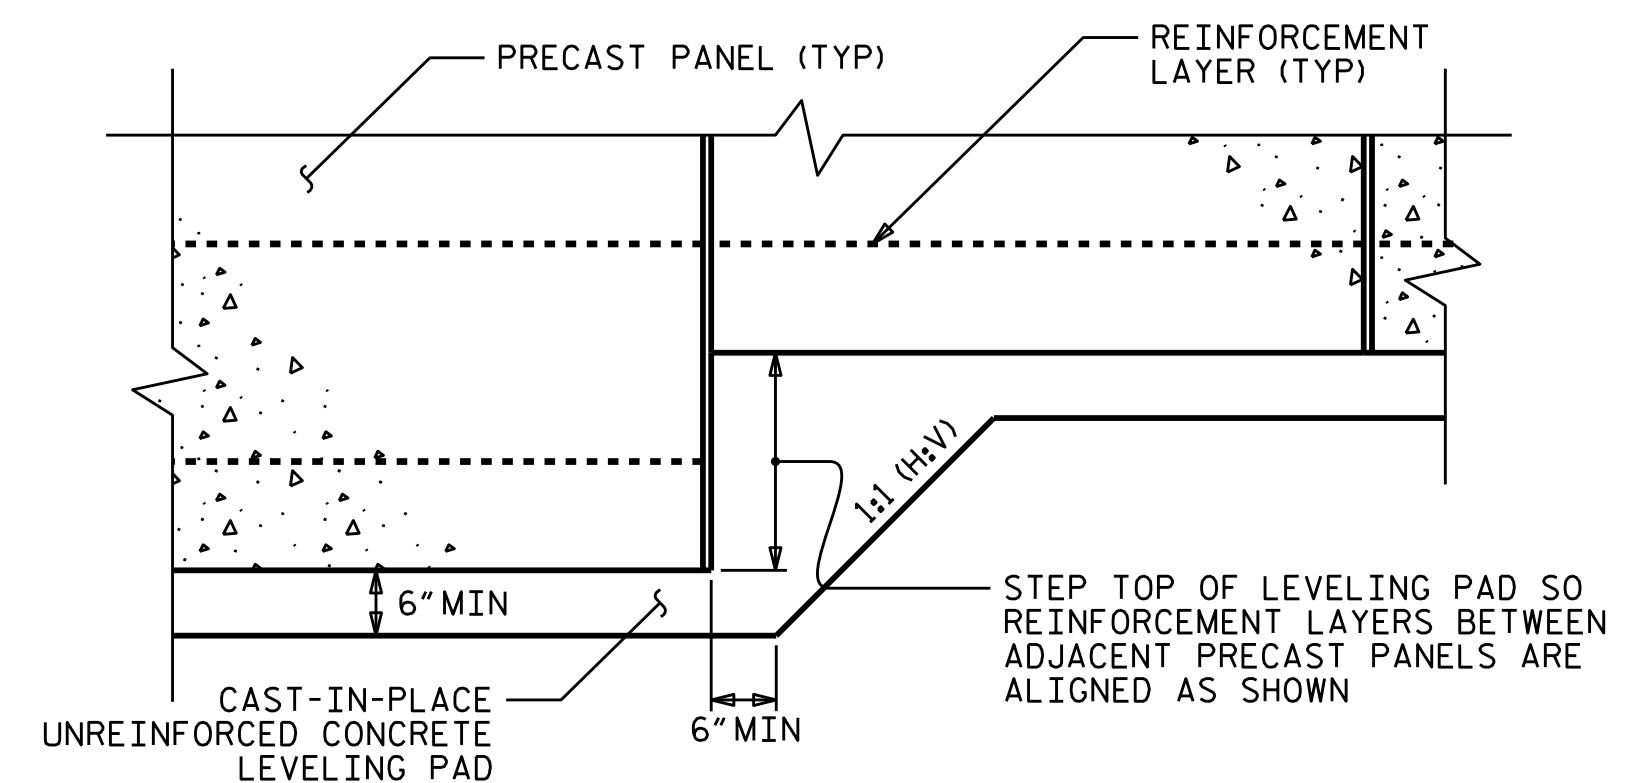 PRECAST PANEL (TYP)
REINFORCEMENT
LAYER (TYP)
1:1 (H:V)
6" MIN
STEP TOP OF LEVELING PAD SO
REINFORCEMENT LAYERS BETWEEN
ADJACENT PRECAST PANELS ARE
ALIGNED AS SHOWN
CAST-IN-PLACE
UNREINFORCED CONCRETE
LEVELING PAD
6" MIN